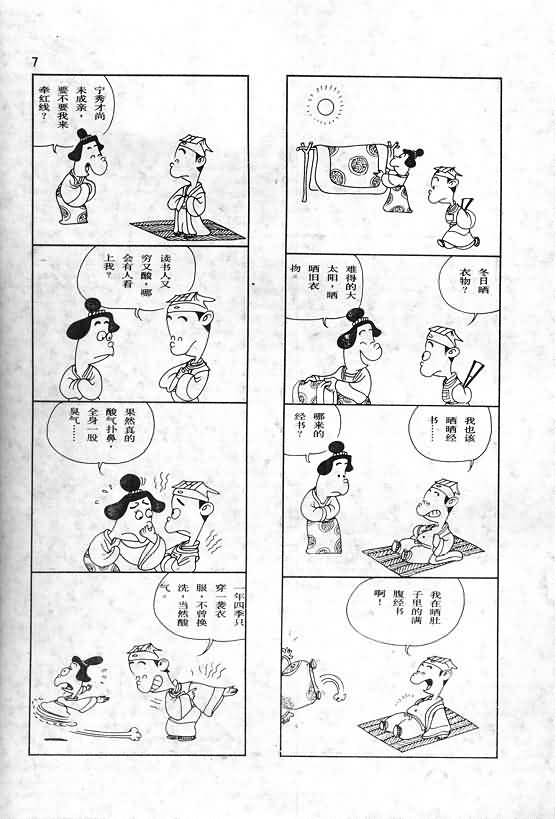 7
冬日晒
衣物？
难得的大
太阳，晒
晒旧衣
物。
我也该
晒晒经
书……
哪来的
经书？
我在晒肚
子里的满
腹经书
啊！
宁秀才尚
未成亲，
要不要我来
牵红线？
读书人又
穷又酸，哪
会有人看
上我？
果然真的
酸气扑鼻，
全身一股
臭气……
一年四季只
穿一袭衣
服，不曾换
洗，当然酸
气。